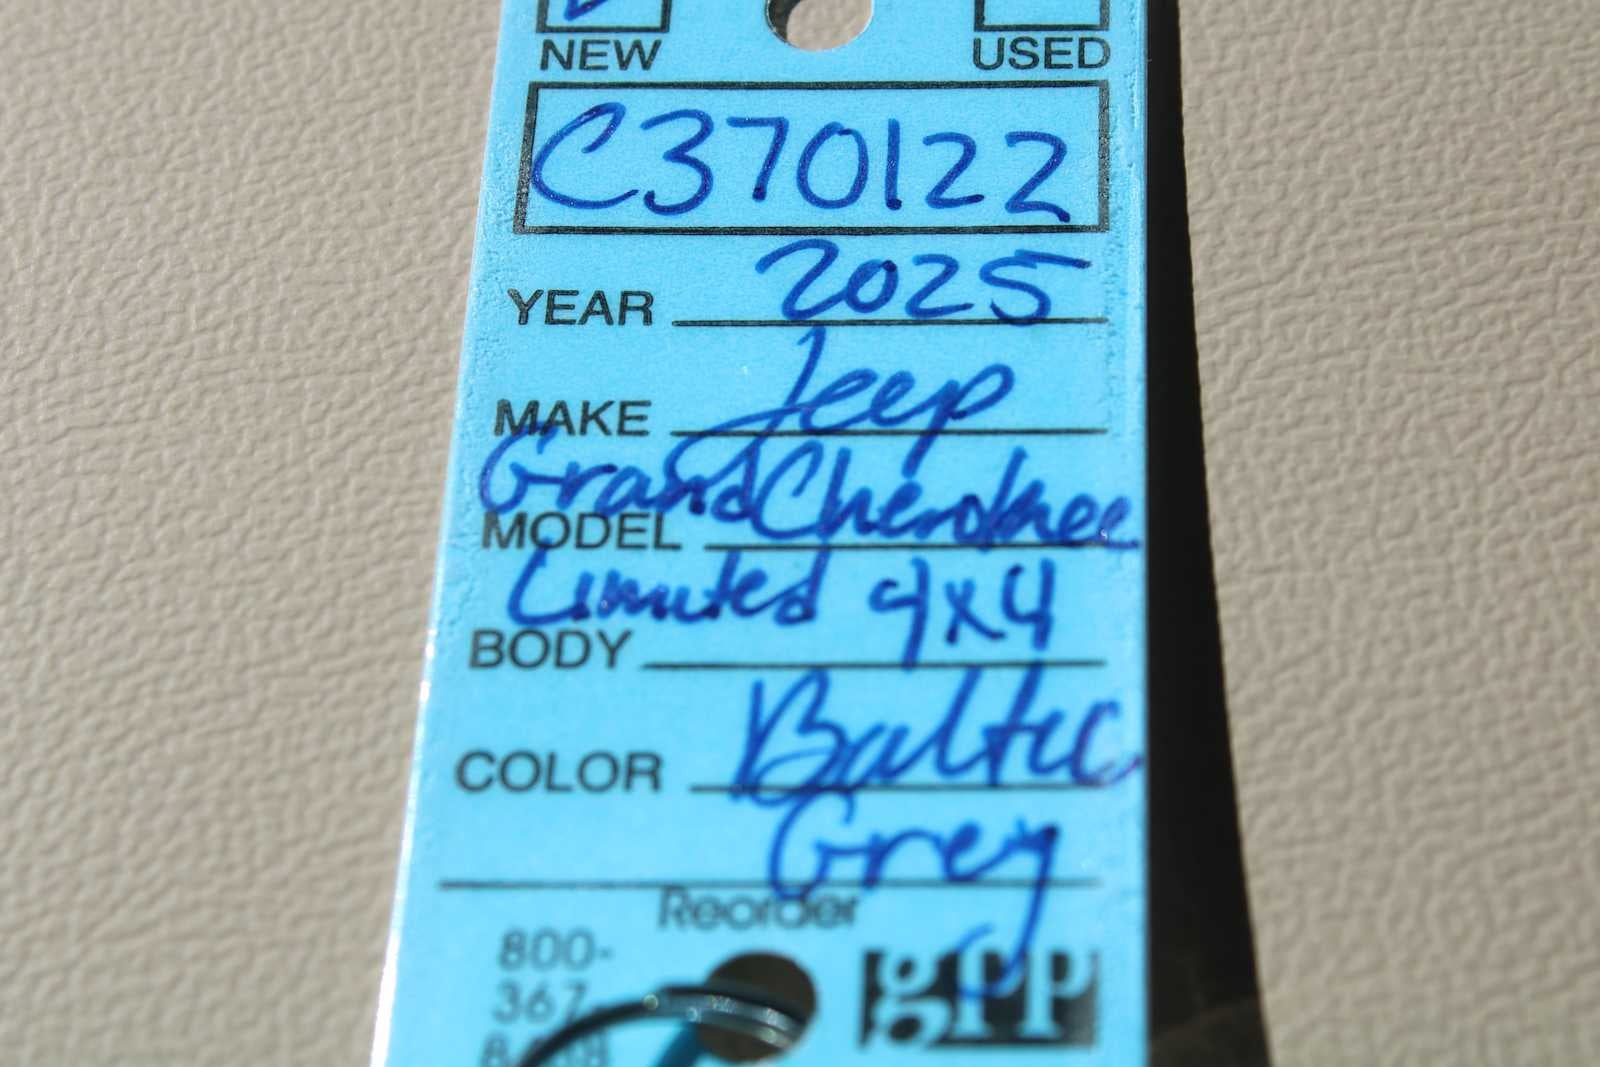 NEW USED
C370122
YEAR 2025
MAKE Jeep
Grand Cherokee
MODEL
Limited 4x4
BODY
COLOR Baltic
Grey
Reorder
800-
367-
gpp